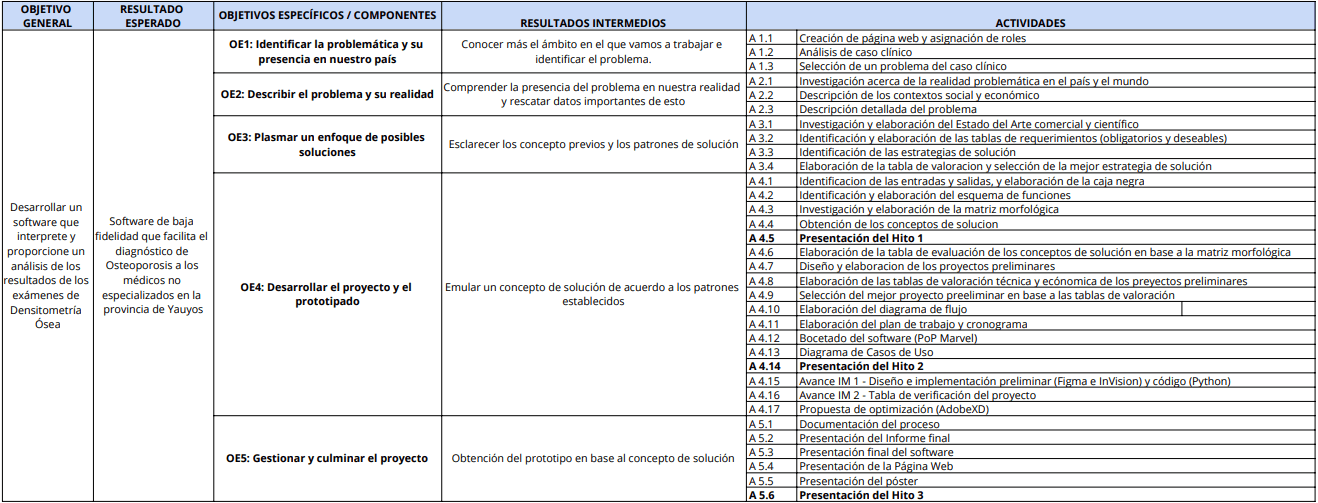 OBJETIVO
GENERAL
RESULTADO
ESPERADO
OBJETIVOS ESPECÍFICOS / COMPONENTES
RESULTADOS INTERMEDIOS
ACTIVIDADES
Desarrollar un
software que
interprete y
proporcione un
análisis de los
resultados de los
exámenes de
Densitometría
Ósea
Software de baja
fidelidad que facilita el
diagnóstico de
Osteoporosis a los
médicos no
especializados en la
provincia de Yauyos
OE1: Identificar la problemática y su
presencia en nuestro país
Conocer más el ámbito en el que vamos a trabajar e
identificar el problema.
A 1.1 Creación de página web y asignación de roles
A 1.2 Análisis de caso clínico
A 1.3 Selección de un problema del caso clínico
OE2: Describir el problema y su realidad
Comprender la presencia del problema en nuestra realidad
y rescatar datos importantes de esto
A 2.1 Investigación acerca de la realidad problemática en el país y el mundo
A 2.2 Descripción de los contextos social y económico
A 2.3 Descripción detallada del problema
OE3: Plasmar un enfoque de posibles
soluciones
Esclarecer los concepto previos y los patrones de solución
A 3.1 Investigación y elaboración del Estado del Arte comercial y científico
A 3.2 Identificación y elaboración de las tablas de requerimientos (obligatorios y deseables)
A 3.3 Identificación de las estrategias de solución
A 3.4 Elaboración de la tabla de valoracion y selección de la mejor estrategia de solución
OE4: Desarrollar el proyecto y el
prototipado
Emular un concepto de solución de acuerdo a los patrones
establecidos
A 4.1 Identificacion de las entradas y salidas, y elaboración de la caja negra
A 4.2 Identificación y elaboración del esquema de funciones
A 4.3 Investigación y elaboración de la matriz morfológica
A 4.4 Obtención de los conceptos de solucion
A 4.5 Presentación del Hito 1
A 4.6 Elaboración de la tabla de evaluación de los conceptos de solución en base a la matriz morfológica
A 4.7 Diseño y elaboracion de los proyectos preliminares
A 4.8 Elaboración de las tablas de valoración técnica y ecónomica de los preyectos preliminares
A 4.9 Selección del mejor proyecto preeliminar en base a las tablas de valoración
A 4.10 Elaboración del diagrama de flujo
A 4.11 Elaboración del plan de trabajo y cronograma
A 4.12 Bocetado del software (PoP Marvel)
A 4.13 Diagrama de Casos de Uso
A 4.14 Presentación del Hito 2
A 4.15 Avance IM 1 - Diseño e implementación preliminar (Figma e InVision) y código (Python)
A 4.16 Avance IM 2 - Tabla de verificación del proyecto
A 4.17 Propuesta de optimización (AdobeXD)
OE5: Gestionar y culminar el proyecto
Obtención del prototipo en base al concepto de solución
A 5.1 Documentación del proceso
A 5.2 Presentación del Informe final
A 5.3 Presentación final del software
A 5.4 Presentación de la Página Web
A 5.5 Presentación del póster
A 5.6 Presentación del Hito 3